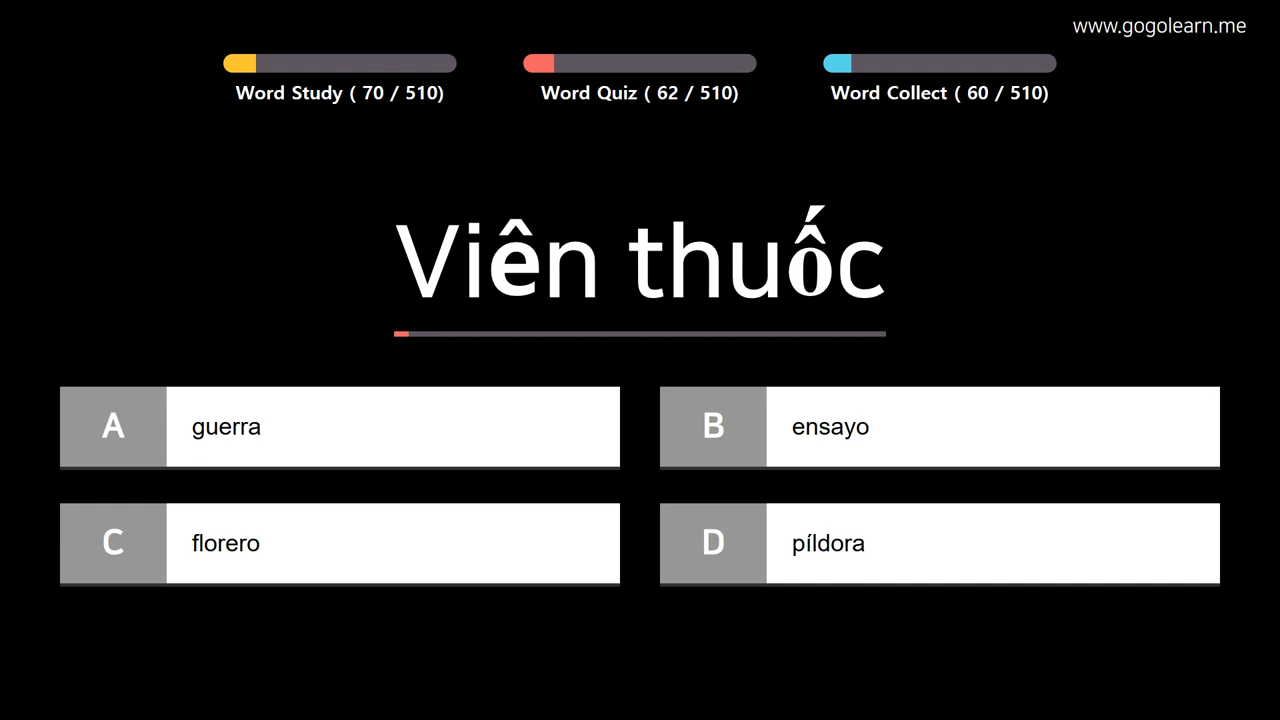 www.gogolearn.me
Word Study ( 70 / 510)
Word Quiz ( 62 / 510)
Word Collect ( 60 / 510)
Viên thuốc
A guerra
B ensayo
C florero
D píldora